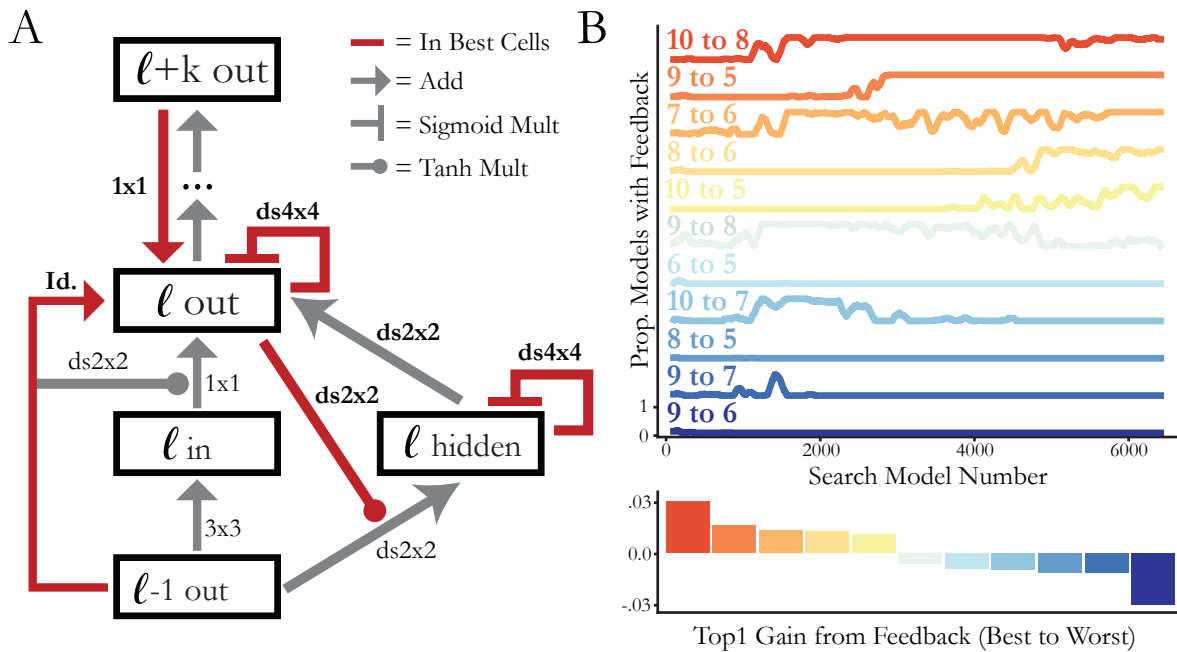 A
ℓ+k out
= In Best Cells
= Add
= Sigmoid Mult
= Tanh Mult
1x1
...
ds4x4
Id.
ℓ out
ds2x2
ds2x2
1x1
ds4x4
ds2x2
ℓ in
ℓ hidden
3x3
ds2x2
ℓ-1 out
B
Prop. Models with Feedback
10 to 8
9 to 5
7 to 6
8 to 6
10 to 5
9 to 8
6 to 5
10 to 7
8 to 5
9 to 7
9 to 6
1
0
0 2000 4000 6000
Search Model Number
.03
0.0
-.03
Top1 Gain from Feedback (Best to Worst)